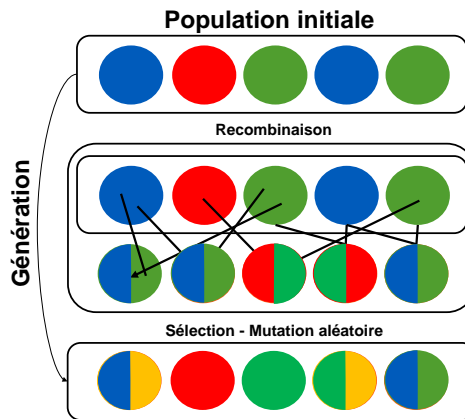 Population initiale
Recombinaison
Génération
Sélection - Mutation aléatoire